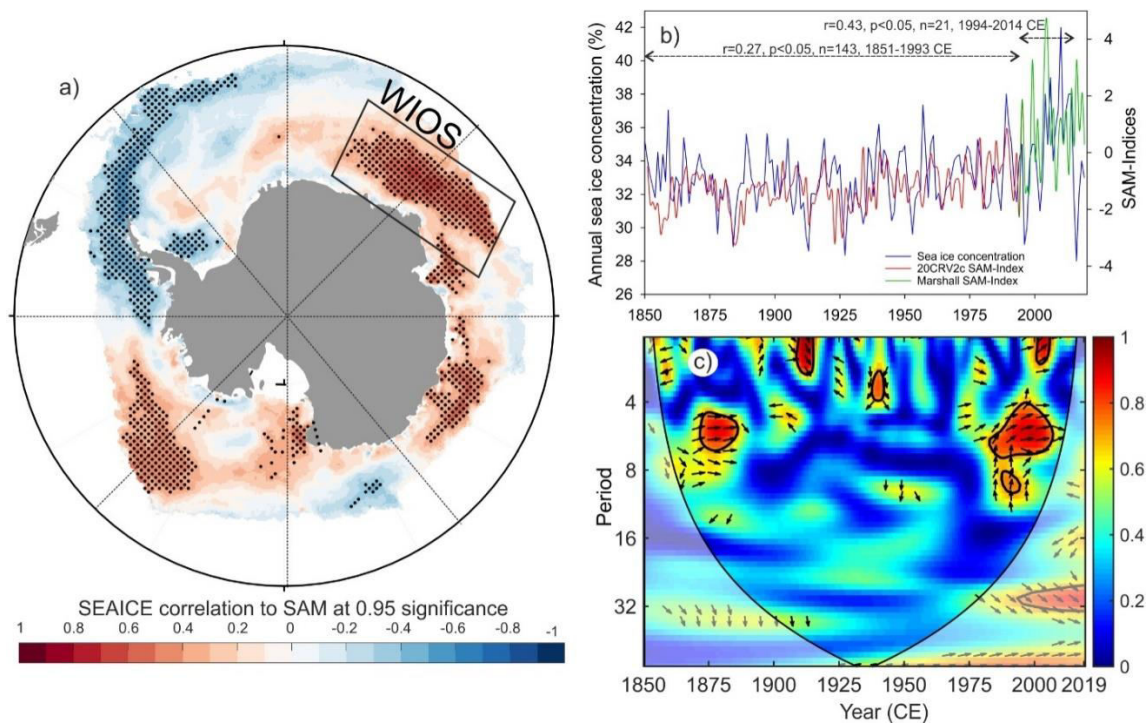 a)
WIOS
L
SEAICE correlation to SAM at 0.95 significance
1 0.8 0.6 0.4 0.2 0 -0.2 -0.4 -0.6 -0.8 -1
b)
r=0.43, p<0.05, n=21, 1994-2014 CE
r=0.27, p<0.05, n=143, 1851-1993 CE
Annual sea ice concentration (%)
42
40
38
36
34
32
30
28
26
SAM-Indices
4
2
0
-2
-4
Sea ice concentration
20CRV2c SAM-Index
Marshall SAM-Index
1850 1875 1900 1925 1950 1975 2000
c)
Period
4
8
16
32
1850 1875 1900 1925 1950 1975 2000 2019
Year (CE)
1
0.8
0.6
0.4
0.2
0